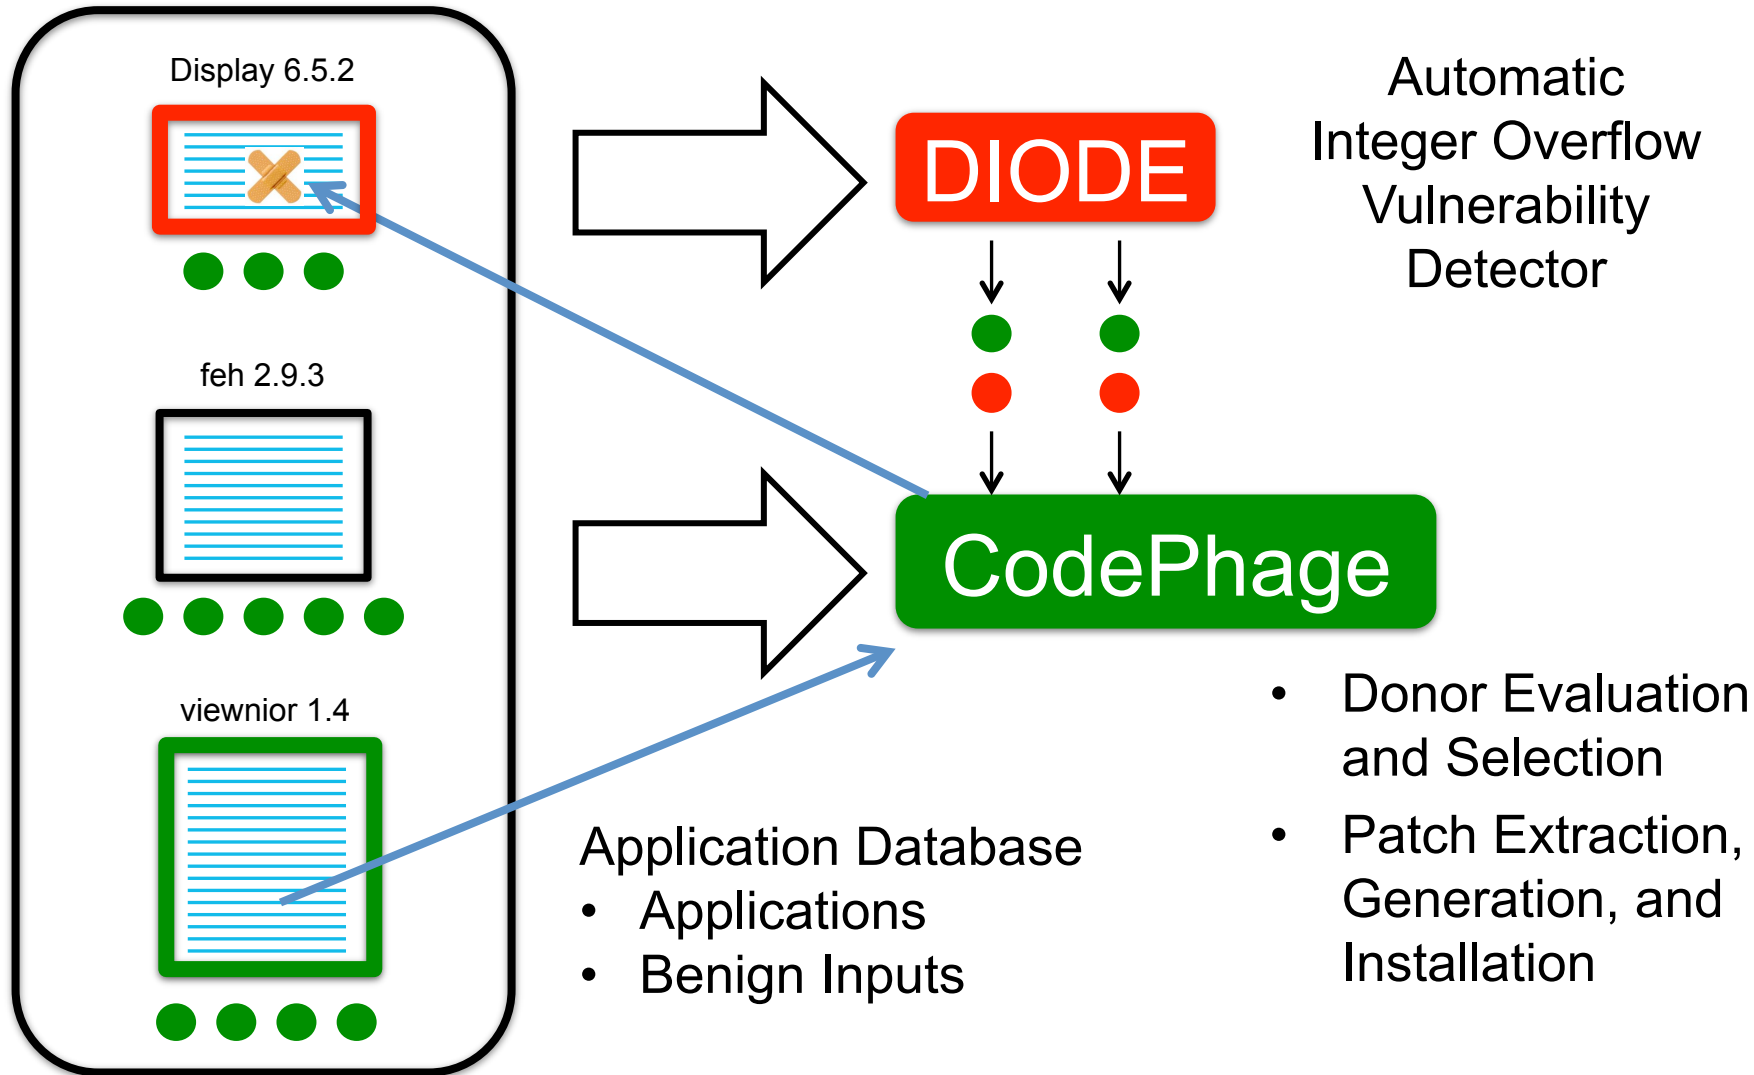 Display 6.5.2
feh 2.9.3
viewnior 1.4
DIODE
Automatic
Integer Overflow
Vulnerability
Detector
CodePhage
• Donor Evaluation
and Selection
• Patch Extraction,
Generation, and
Installation
Application Database
• Applications
• Benign Inputs